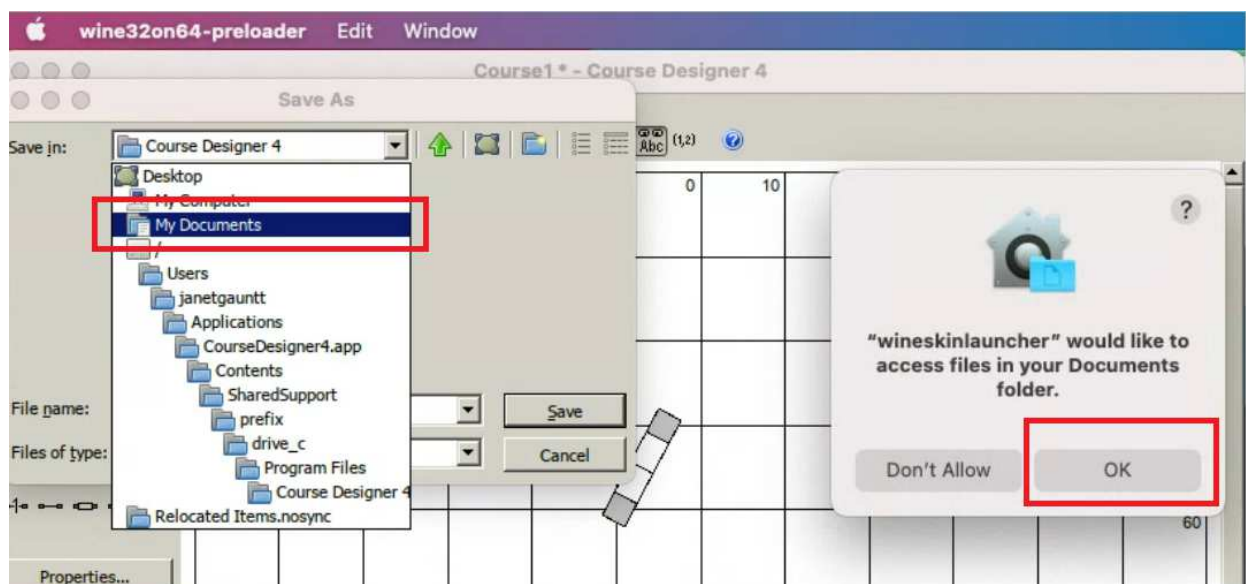 wine32on64-preloader Edit Window
Course1 * - Course Designer 4
Save As
Save in: Course Designer 4
Abc (1,2) ?
Desktop
My Computer
My Documents
/
Users
janetgauntt
Applications
CourseDesigner4.app
Contents
SharedSupport
prefix
drive_c
Program Files
Course Designer 4
Relocated Items.nosync
File name: Save
Files of type: Cancel
Properties...
0 10
60
?
"wineskinlauncher" would like to
access files in your Documents
folder.
Don't Allow OK